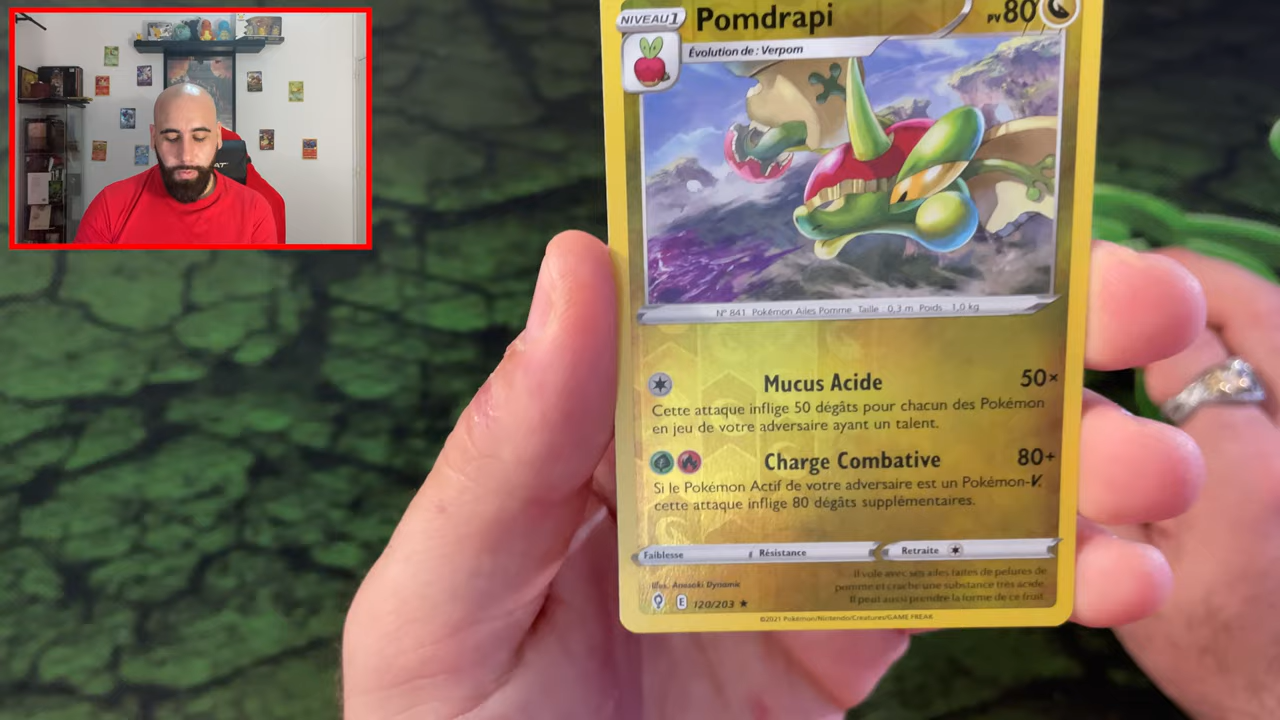 NIVEAU 1
Pomdrapi
PV 80
Évolution de : Verpom
N° 841 Pokémon Ailes Pomme Taille : 0,3 m Poids : 1,0 kg
Mucus Acide 50×
Cette attaque inflige 50 dégâts pour chacun des Pokémon
en jeu de votre adversaire ayant un talent.
Charge Combative 80+
Si le Pokémon Actif de votre adversaire est un Pokémon-V,
cette attaque inflige 80 dégâts supplémentaires.
Faiblesse Résistance Retraite
Illus. Anesaki Dynamic
Il vole avec ses ailes faites de pelures de
pomme et crache une substance très acide.
Il peut aussi prendre la forme de ce fruit.
E 120/203 ★
©2021 Pokémon/Nintendo/Creatures/GAME FREAK